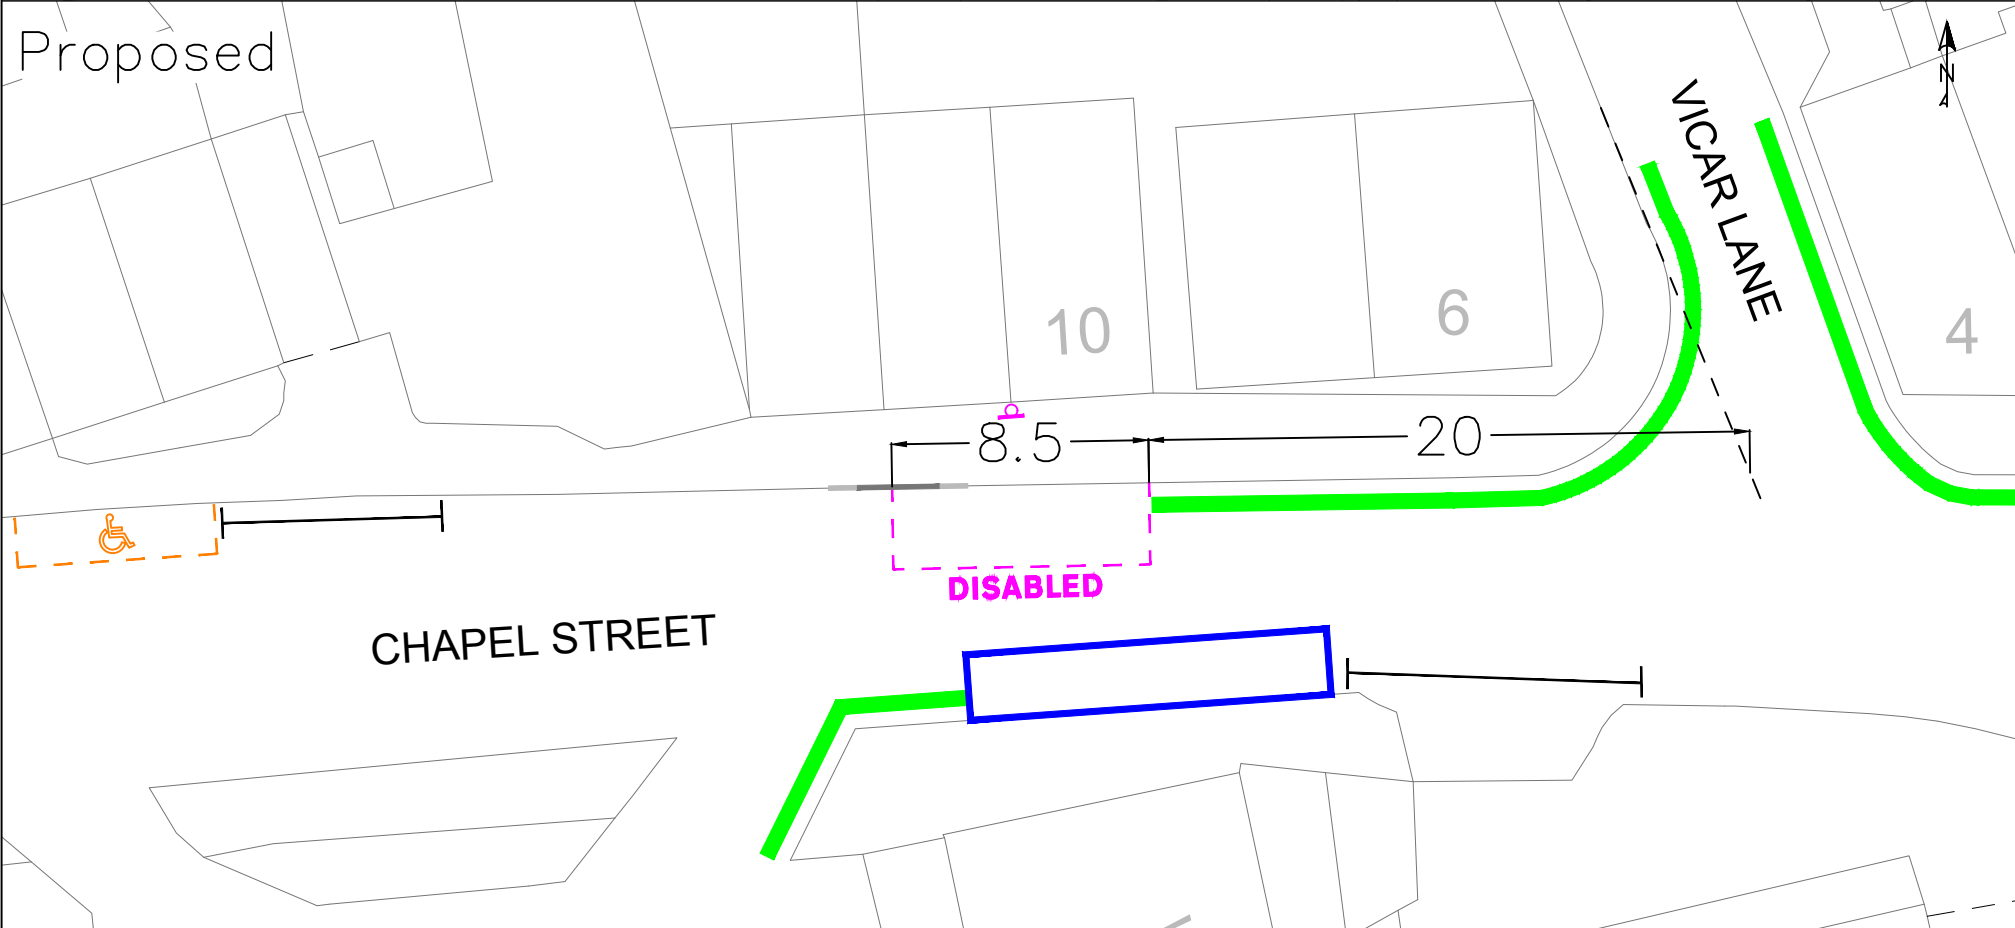 Proposed
N
VICAR LANE
10
6
4
8.5
20
DISABLED
CHAPEL STREET